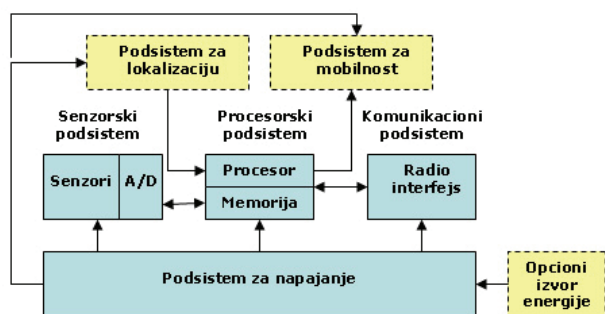 Podsistem za
lokalizaciju
Podsistem za
mobilnost
Senzorski
podsistem
Procesorski
podsistem
Komunikacioni
podsistem
Senzori
A/D
Procesor
Memorija
Radio
interfejs
Podsistem za napajanje
Opcioni
izvor
energije